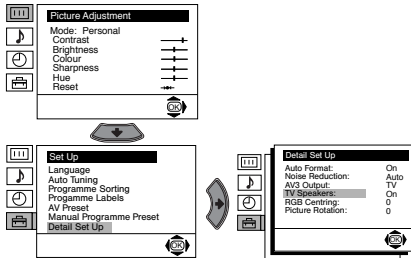 Picture Adjustment
Mode: Personal
Contrast
Brightness
Colour
Sharpness
Hue
Reset
OK
Set Up
Language
Auto Tuning
Programme Sorting
Progamme Labels
AV Preset
Manual Programme Preset
Detail Set Up
OK
Detail Set Up
Auto Format: On
Noise Reduction: Auto
AV3 Output: TV
TV Speakers: On
RGB Centring: 0
Picture Rotation: 0
OK